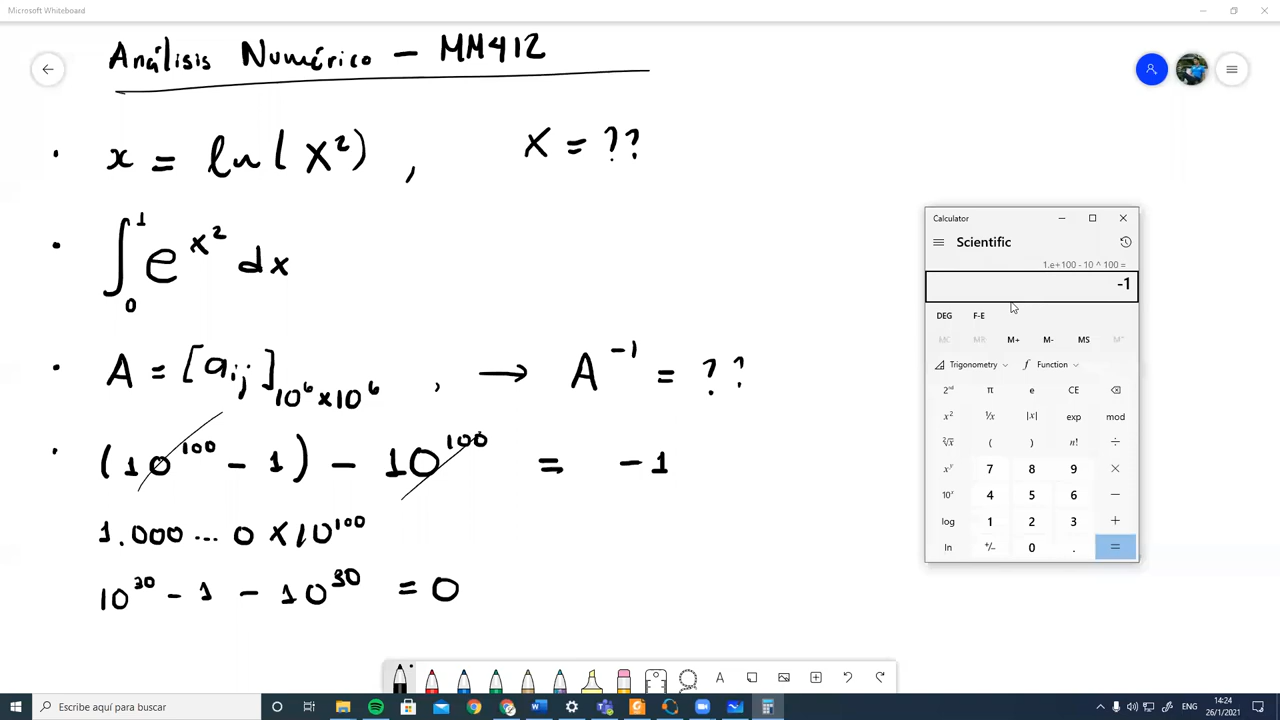 Microsoft Whiteboard
Análisis Numérico - MM412
• x = ln(x²) , x = ??
• ∫₀¹ e^x² dx
• A = [aᵢⱼ]₁₀⁶ₓ₁₀⁶ , → A⁻¹ = ??
• (10¹⁰⁰ - 1) - 10¹⁰⁰ = -1
1.000 ... 0 × 10¹⁰⁰
10³⁰ - 1 - 10³⁰ = 0
Calculator
Scientific
1.e+100 - 10 ^ 100 =
-1
DEG F-E
MC MR M+ M- MS M˅
Trigonometry ƒ Function
2ⁿᵈ π e CE
x² ¹/x |x| exp mod
²√x ( ) n! ÷
xʸ 7 8 9 ×
10ˣ 4 5 6 −
log 1 2 3 +
ln +/- 0 . =
A
Escribe aquí para buscar
ENG
14:24
26/1/2021